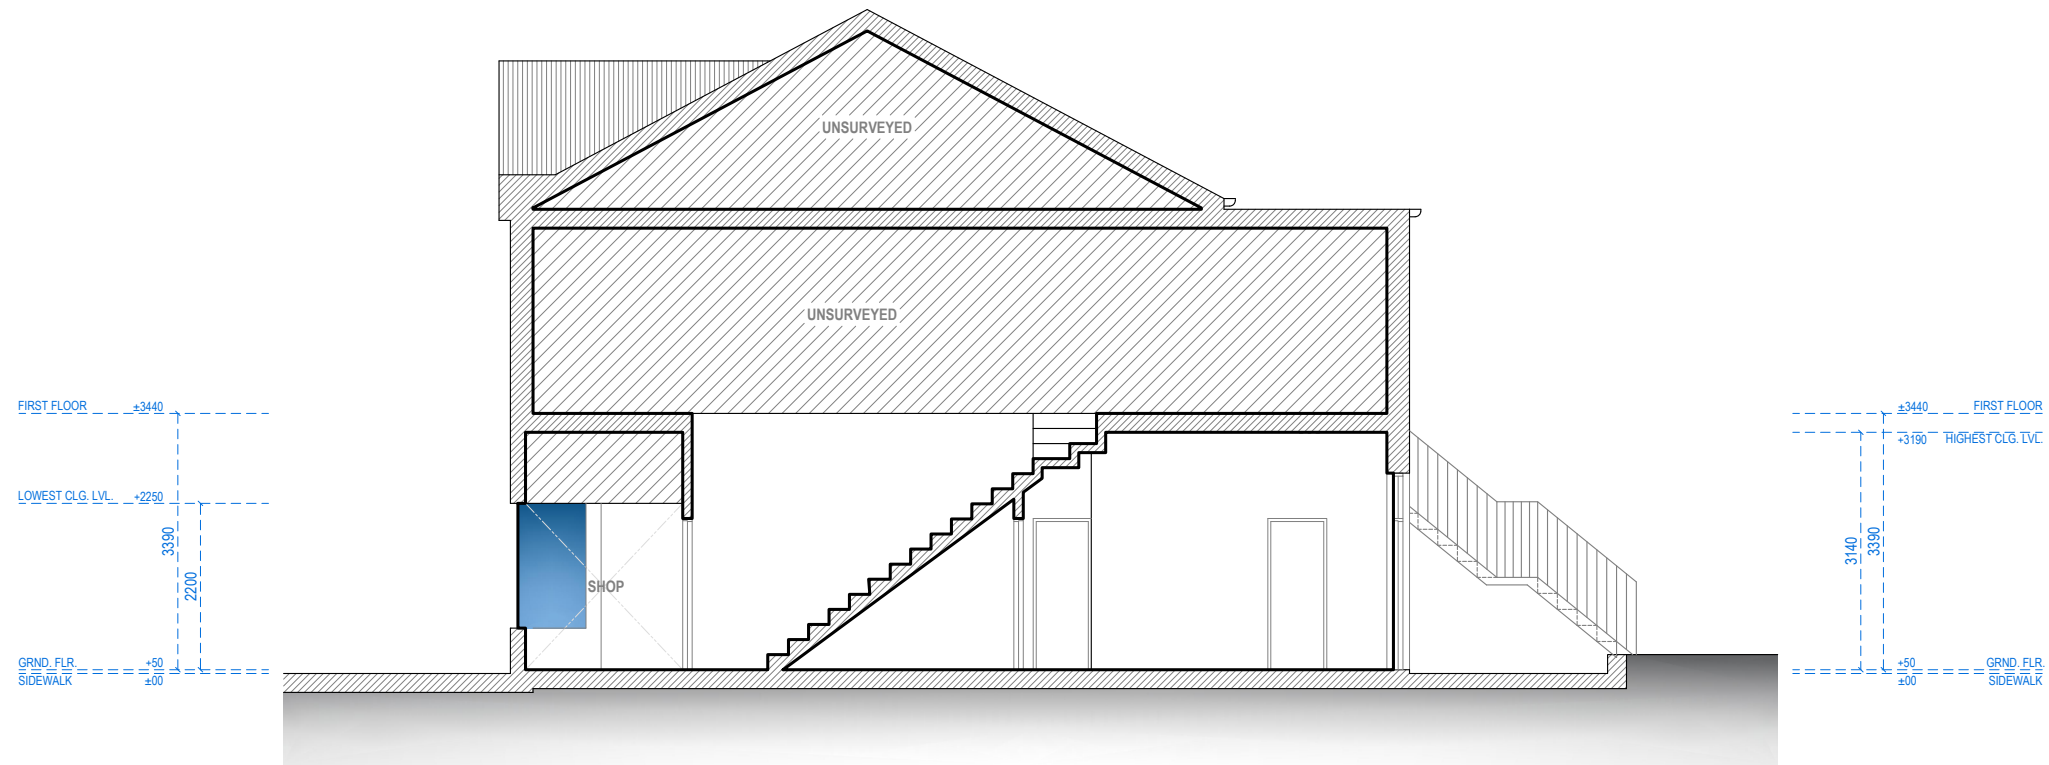 UNSURVEYED
UNSURVEYED
FIRST FLOOR ±3440
LOWEST CLG. LVL. +2250
3390
2200
GRND. FLR. +50
SIDEWALK ±00
SHOP
±3440 FIRST FLOOR
+3190 HIGHEST CLG. LVL.
3140
3390
+50 GRND. FLR.
±00 SIDEWALK